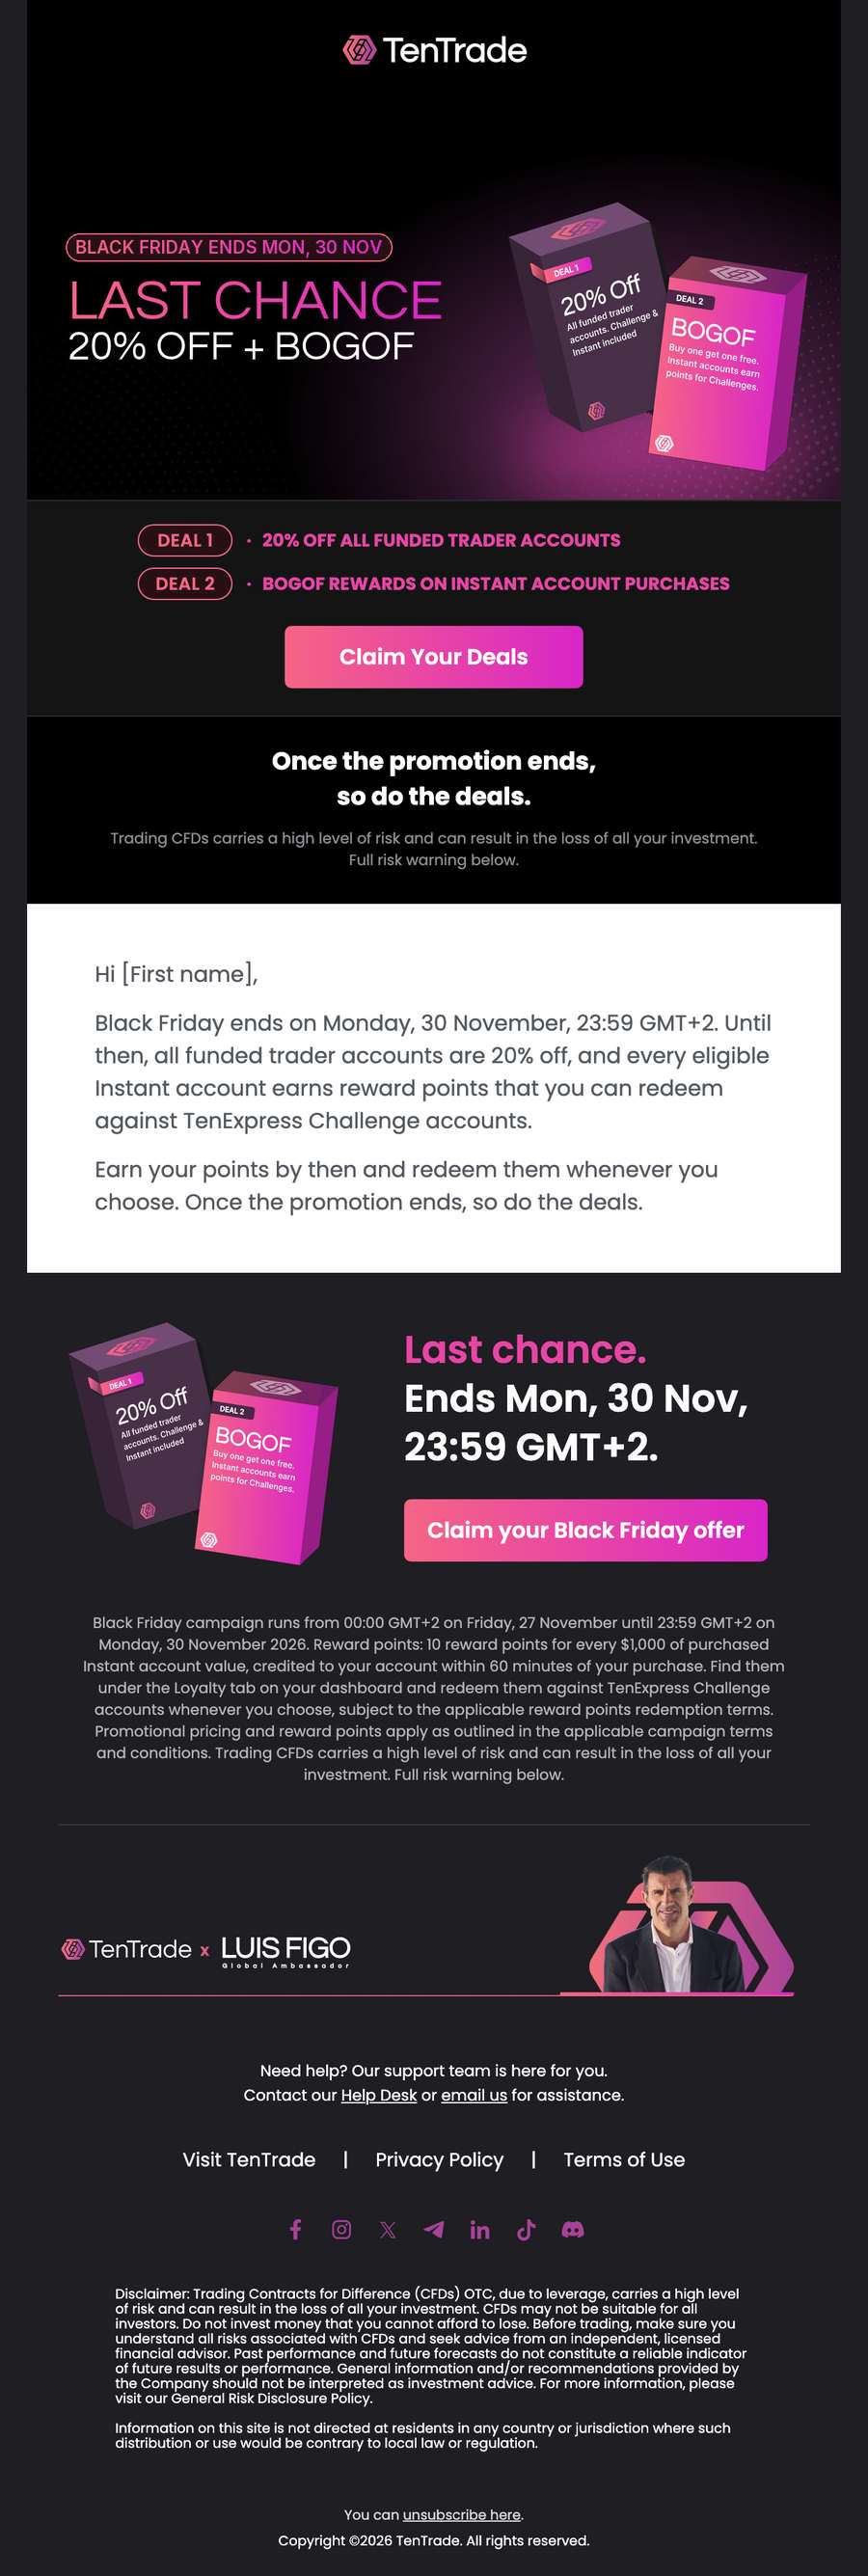 TenTrade
BLACK FRIDAY ENDS MON, 30 NOV
LAST CHANCE
20% OFF + BOGOF
DEAL 1
20% Off
All funded trader
accounts. Challenge &
Instant included
DEAL 2
BOGOF
Buy one get one free.
Instant accounts earn
points for Challenges.
DEAL 1 · 20% OFF ALL FUNDED TRADER ACCOUNTS
DEAL 2 · BOGOF REWARDS ON INSTANT ACCOUNT PURCHASES
Claim Your Deals
Once the promotion ends,
so do the deals.
Trading CFDs carries a high level of risk and can result in the loss of all your investment.
Full risk warning below.
Hi [First name],
Black Friday ends on Monday, 30 November, 23:59 GMT+2. Until
then, all funded trader accounts are 20% off, and every eligible
Instant account earns reward points that you can redeem
against TenExpress Challenge accounts.
Earn your points by then and redeem them whenever you
choose. Once the promotion ends, so do the deals.
DEAL 1
20% Off
All funded trader
accounts. Challenge &
Instant included
DEAL 2
BOGOF
Buy one get one free.
Instant accounts earn
points for Challenges.
Last chance.
Ends Mon, 30 Nov,
23:59 GMT+2.
Claim your Black Friday offer
Black Friday campaign runs from 00:00 GMT+2 on Friday, 27 November until 23:59 GMT+2 on
Monday, 30 November 2026. Reward points: 10 reward points for every $1,000 of purchased
Instant account value, credited to your account within 60 minutes of your purchase. Find them
under the Loyalty tab on your dashboard and redeem them against TenExpress Challenge
accounts whenever you choose, subject to the applicable reward points redemption terms.
Promotional pricing and reward points apply as outlined in the applicable campaign terms
and conditions. Trading CFDs carries a high level of risk and can result in the loss of all your
investment. Full risk warning below.
TenTrade x LUIS FIGO
Global Ambassador
Need help? Our support team is here for you.
Contact our Help Desk or email us for assistance.
Visit TenTrade | Privacy Policy | Terms of Use
Disclaimer: Trading Contracts for Difference (CFDs) OTC, due to leverage, carries a high level
of risk and can result in the loss of all your investment. CFDs may not be suitable for all
investors. Do not invest money that you cannot afford to lose. Before trading, make sure you
understand all risks associated with CFDs and seek advice from an independent, licensed
financial advisor. Past performance and future forecasts do not constitute a reliable indicator
of future results or performance. General information and/or recommendations provided by
the Company should not be interpreted as investment advice. For more information, please
visit our General Risk Disclosure Policy.
Information on this site is not directed at residents in any country or jurisdiction where such
distribution or use would be contrary to local law or regulation.
You can unsubscribe here.
Copyright ©2026 TenTrade. All rights reserved.